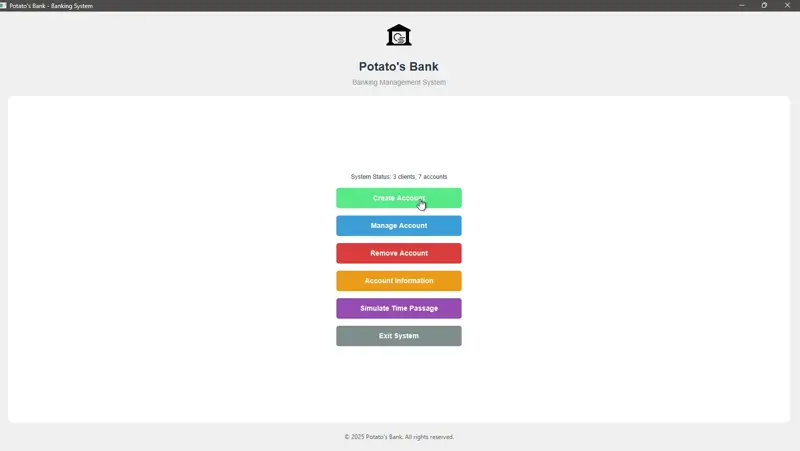 Potato's Bank - Banking System
Potato's Bank
Banking Management System
System Status: 3 clients, 7 accounts
Create Account
Manage Account
Remove Account
Account Information
Simulate Time Passage
Exit System
© 2025 Potato's Bank. All rights reserved.